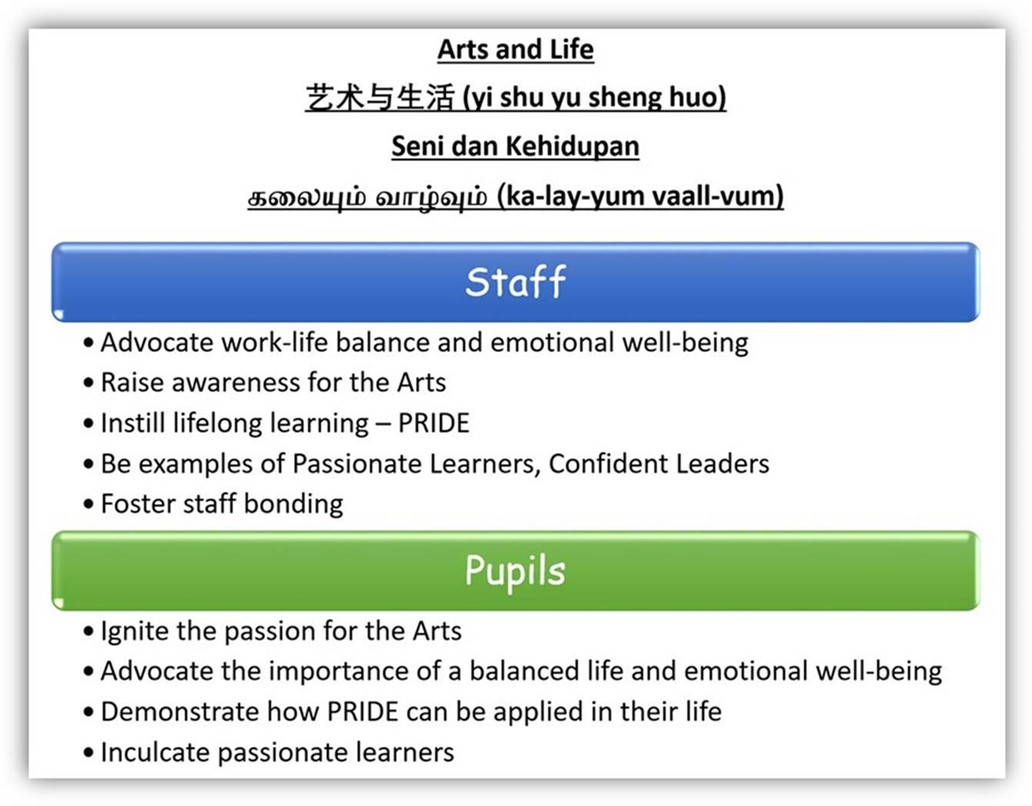 Arts and Life
艺术与生活 (yi shu yu sheng huo)
Seni dan Kehidupan
கலையும் வாழ்வும் (ka-lay-yum vaall-vum)
Staff
• Advocate work-life balance and emotional well-being
• Raise awareness for the Arts
• Instill lifelong learning – PRIDE
• Be examples of Passionate Learners, Confident Leaders
• Foster staff bonding
Pupils
• Ignite the passion for the Arts
• Advocate the importance of a balanced life and emotional well-being
• Demonstrate how PRIDE can be applied in their life
• Inculcate passionate learners